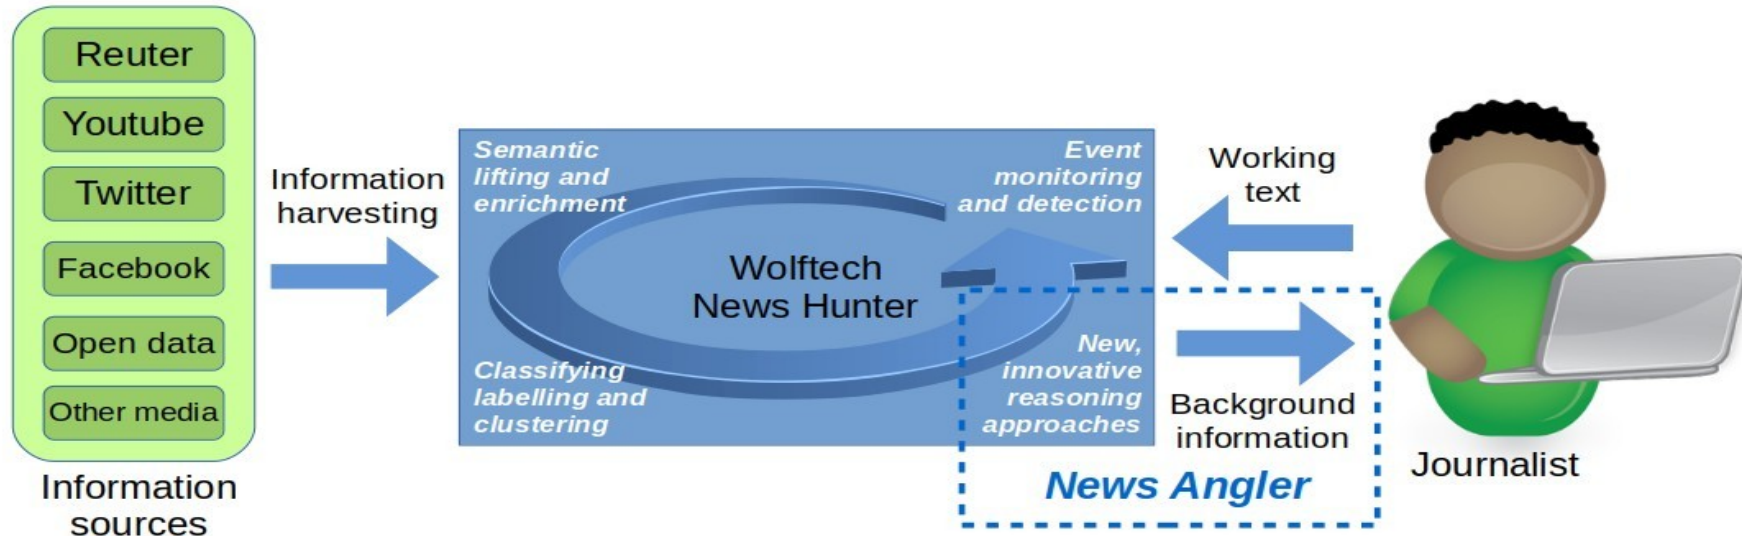 Reuter
Youtube
Twitter
Facebook
Open data
Other media
Information
sources
Information
harvesting
Semantic
lifting and
enrichment
Event
monitoring
and detection
Wolftech
News Hunter
Classifying
labelling and
clustering
New,
innovative
reasoning
approaches
Working
text
Background
information
News Angler
Journalist